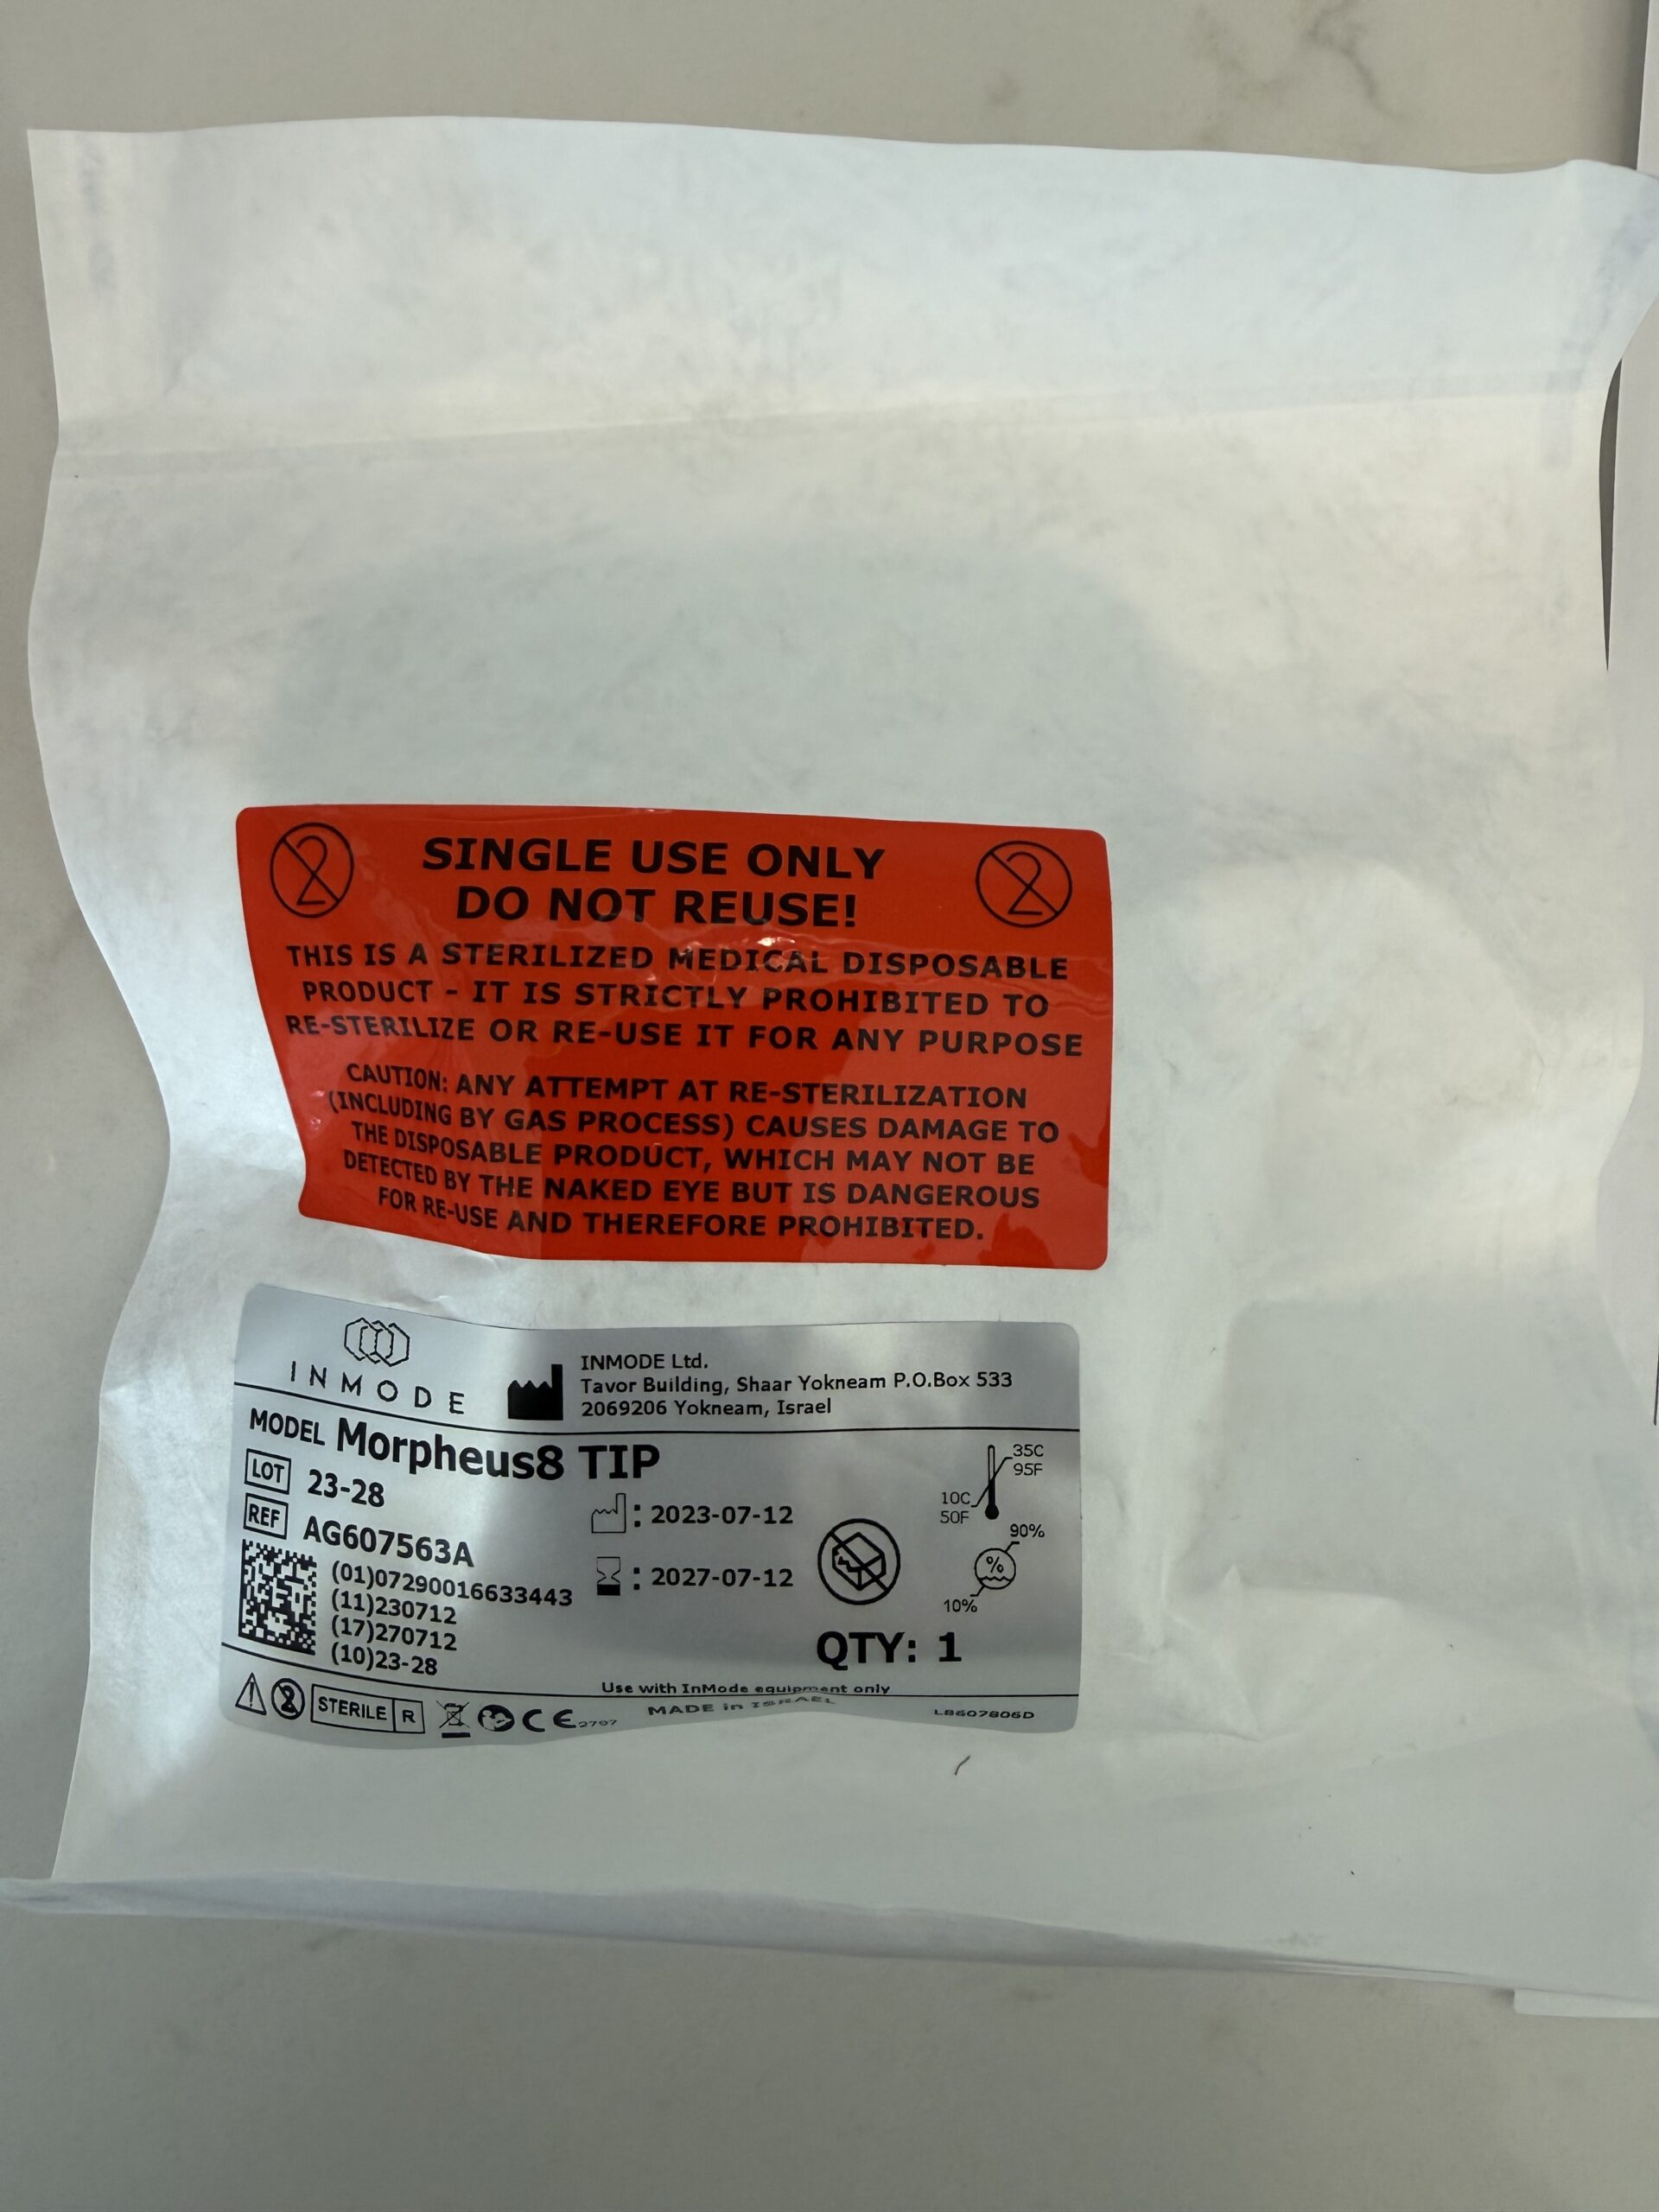 2 2
SINGLE USE ONLY
DO NOT REUSE!
THIS IS A STERILIZED MEDICAL DISPOSABLE
PRODUCT - IT IS STRICTLY PROHIBITED TO
RE-STERILIZE OR RE-USE IT FOR ANY PURPOSE
CAUTION: ANY ATTEMPT AT RE-STERILIZATION
(INCLUDING BY GAS PROCESS) CAUSES DAMAGE TO
THE DISPOSABLE PRODUCT, WHICH MAY NOT BE
DETECTED BY THE NAKED EYE BUT IS DANGEROUS
FOR RE-USE AND THEREFORE PROHIBITED.
INMODE
INMODE Ltd.
Tavor Building, Shaar Yokneam P.O.Box 533
2069206 Yokneam, Israel
MODEL Morpheus8 TIP
LOT 23-28
REF AG607563A
(01)07290016633443
(11)230712
(17)270712
(10)23-28
: 2023-07-12
: 2027-07-12
35C
95F
10C
50F
90%
%
10%
QTY: 1
Use with InMode equipment only
2 STERILE R CE 2797
MADE in ISRAEL
LB607806D